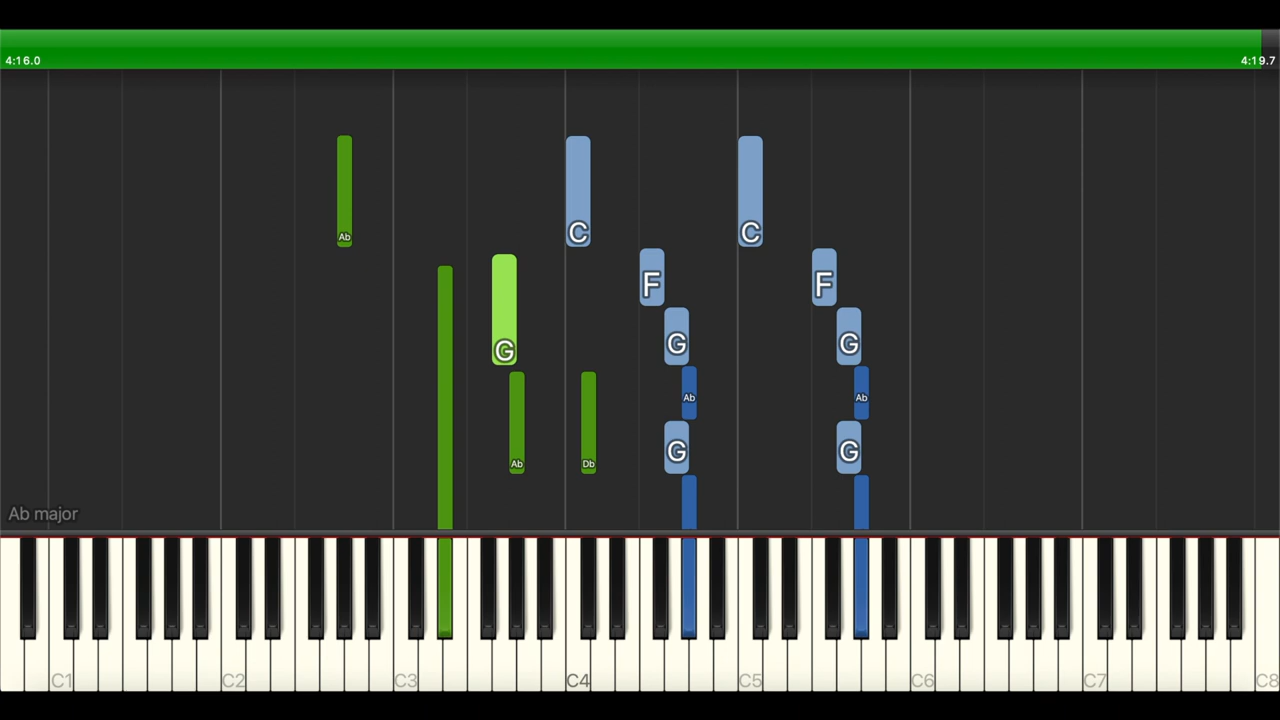 4:16.0 4:19.7
Ab C C
F F
G G
G
Ab Ab
Ab Db
G G
Ab major
C1 C2 C3 C4 C5 C6 C7 C8